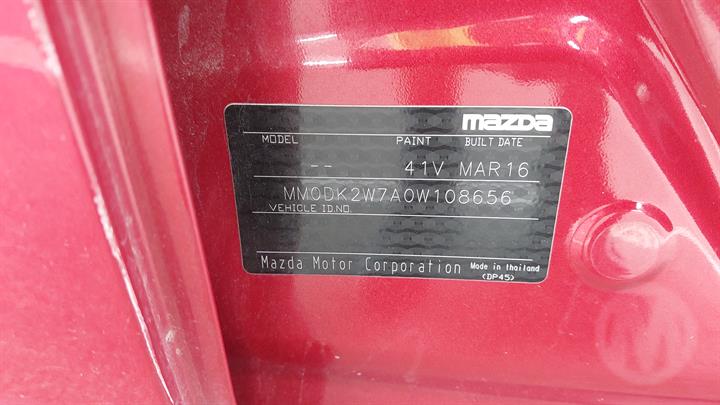 mazda
MODEL PAINT BUILT DATE
-- 41V MAR16
MM0DK2W7A0W108656
VEHICLE ID.NO.
Mazda Motor Corporation Made in thailand
<DP45>
M